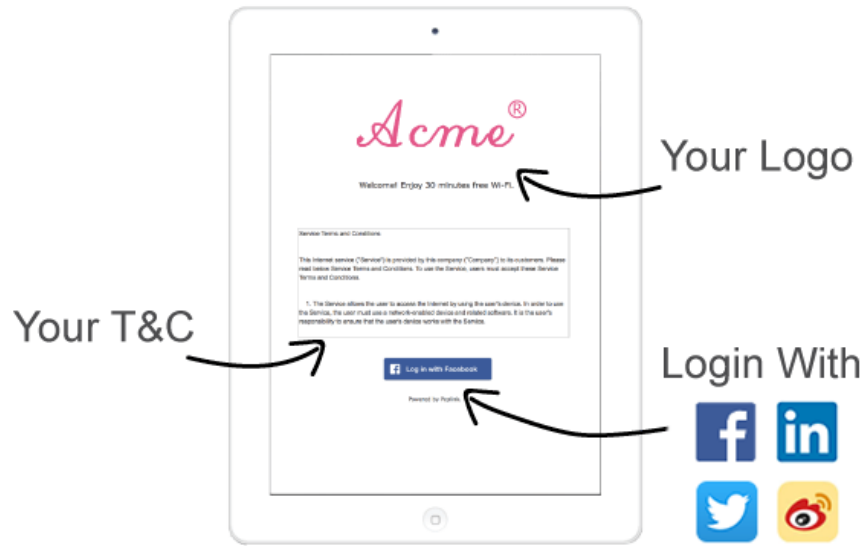 Acme®
Your Logo
Welcome! Enjoy 30 minutes free Wi-Fi.
Service Terms and Conditions
This Internet service ("Service") is provided by this company ("Company") to its customers. Please
read below Service Terms and Conditions. To use the Service, users must accept these Service
Terms and Conditions.
1. The Service allows the user to access the Internet by using the user's device. In order to use
the Service, the user must use a network-enabled device and related software. It is the user's
responsibility to ensure that the user's device works with the Service.
Your T&C
Login With
f Log in with Facebook
Powered by Peplink.
f in